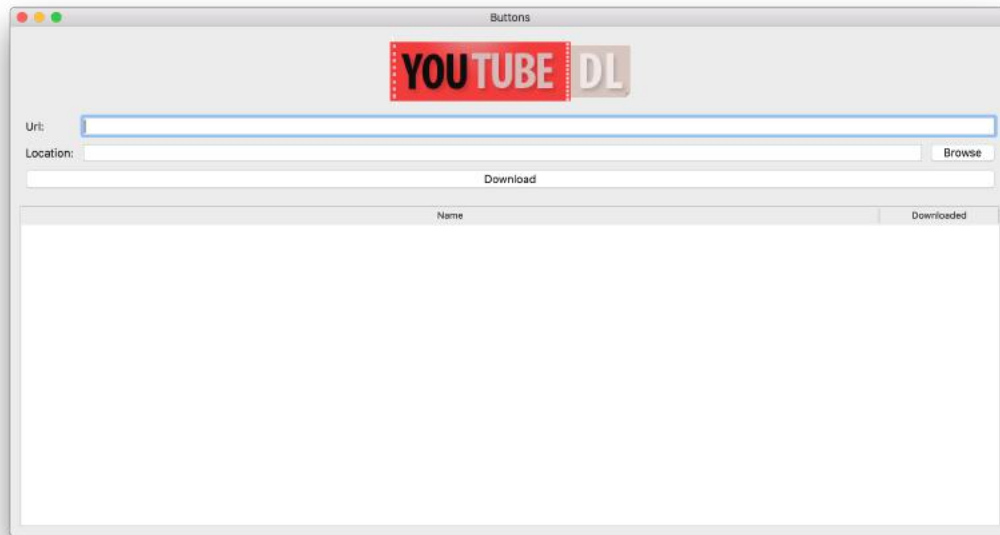 Buttons
YOUTUBE DL
Url:
Location: Browse
Download
Name Downloaded